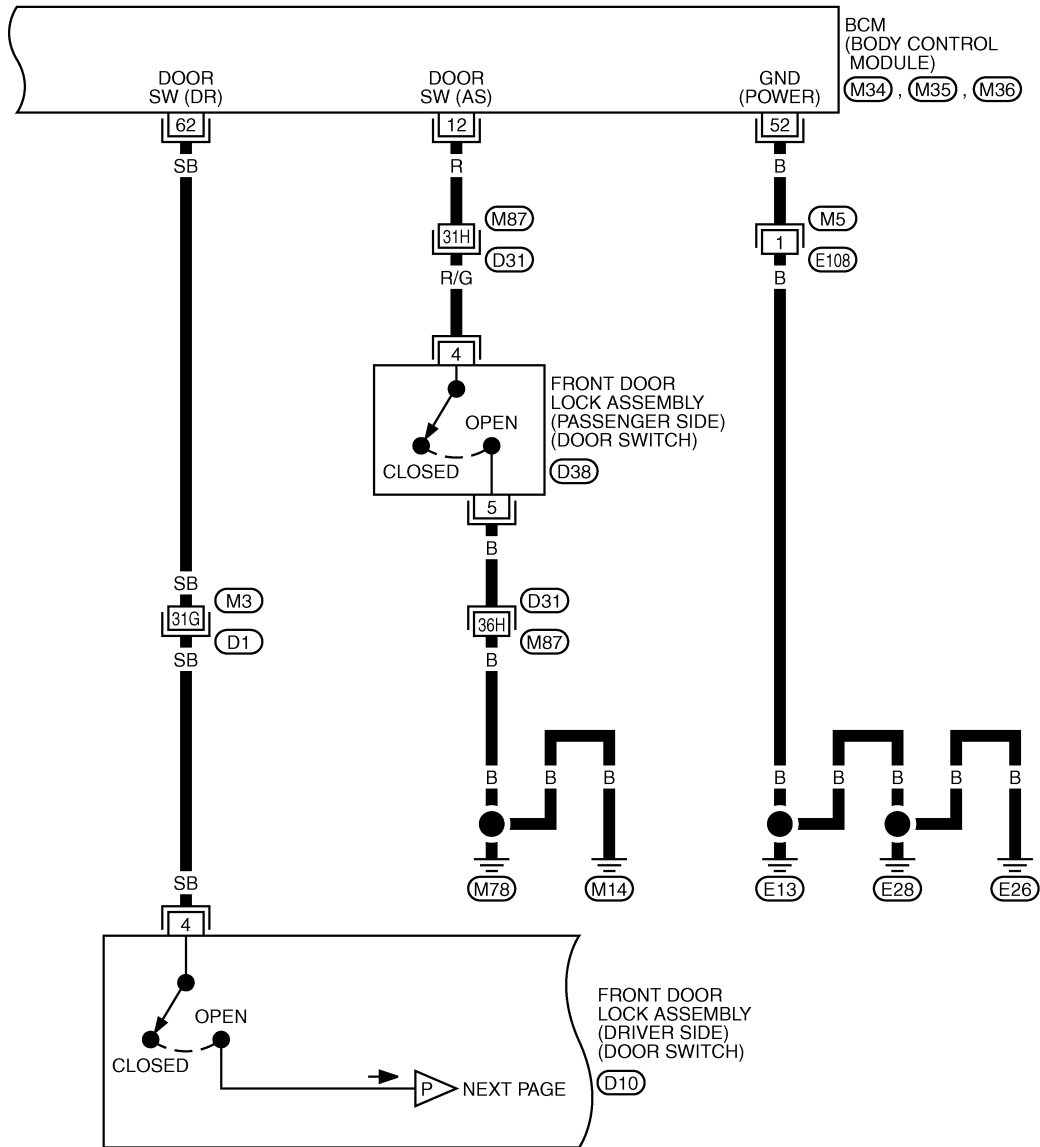 BCM
(BODY CONTROL
MODULE)
M34 , M35 , M36
DOOR
SW (DR)
DOOR
SW (AS)
GND
(POWER)
62
12
52
SB
R
B
M87
31H
D31
M5
1
E108
R/G
B
4
FRONT DOOR
LOCK ASSEMBLY
(PASSENGER SIDE)
(DOOR SWITCH)
D38
OPEN
CLOSED
5
B
SB
M3
31G
D1
SB
D31
36H
M87
B
B
B
B
B
B
B
B
B
M78
M14
E13
E28
E26
SB
4
OPEN
CLOSED
P
NEXT PAGE
FRONT DOOR
LOCK ASSEMBLY
(DRIVER SIDE)
(DOOR SWITCH)
D10